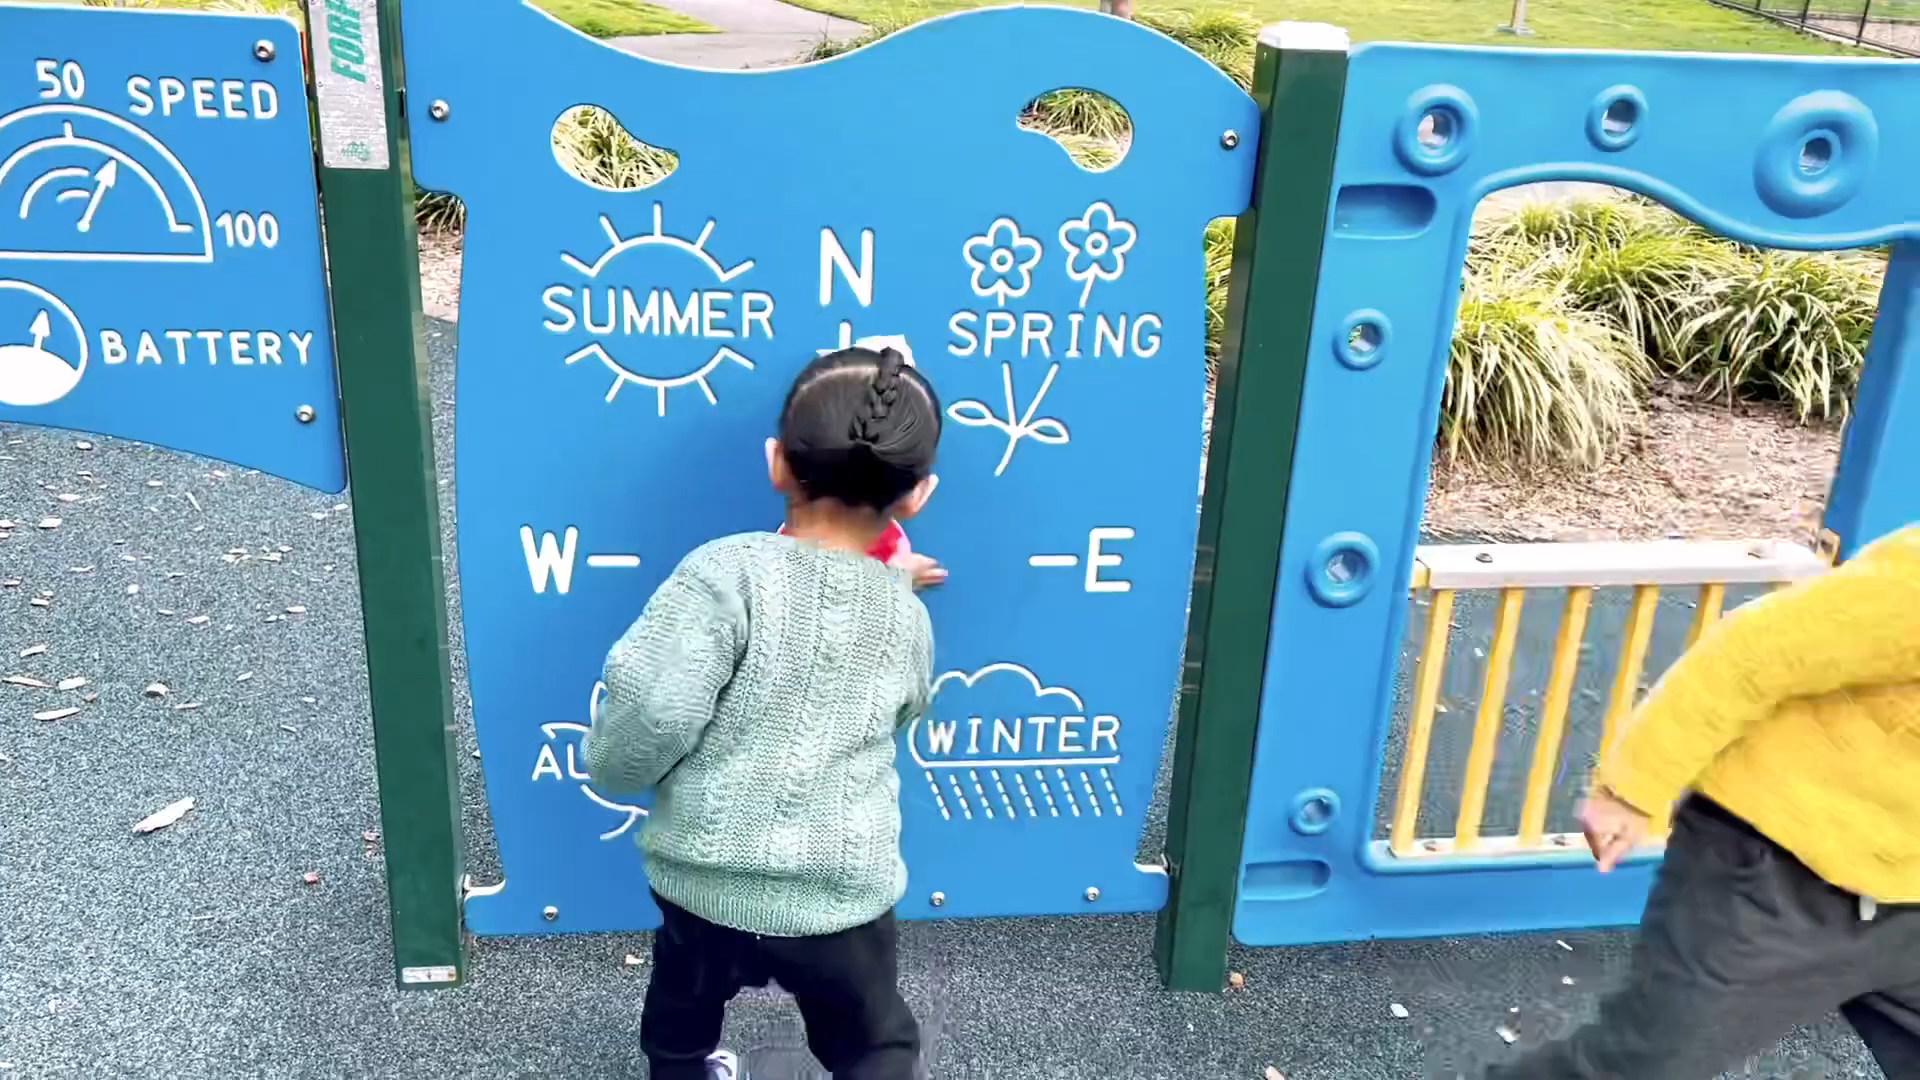 50 SPEED
100
BATTERY
SUMMER
N
SPRING
W
E
WINTER